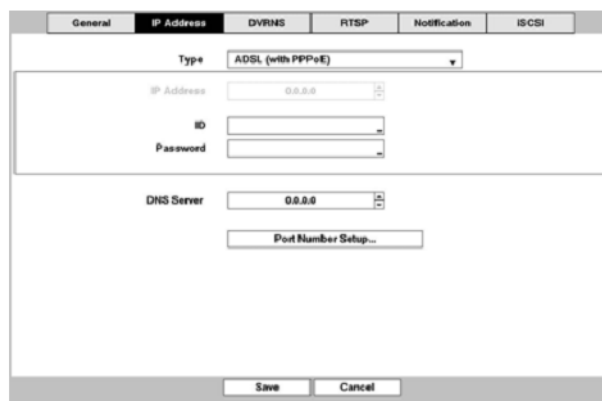 General IP Address DVRNS RTSP Notification iSCSI
Type ADSL (with PPPoE)
IP Address 0.0.0.0
ID ...
Password ...
DNS Server 0.0.0.0
Port Number Setup...
Save Cancel